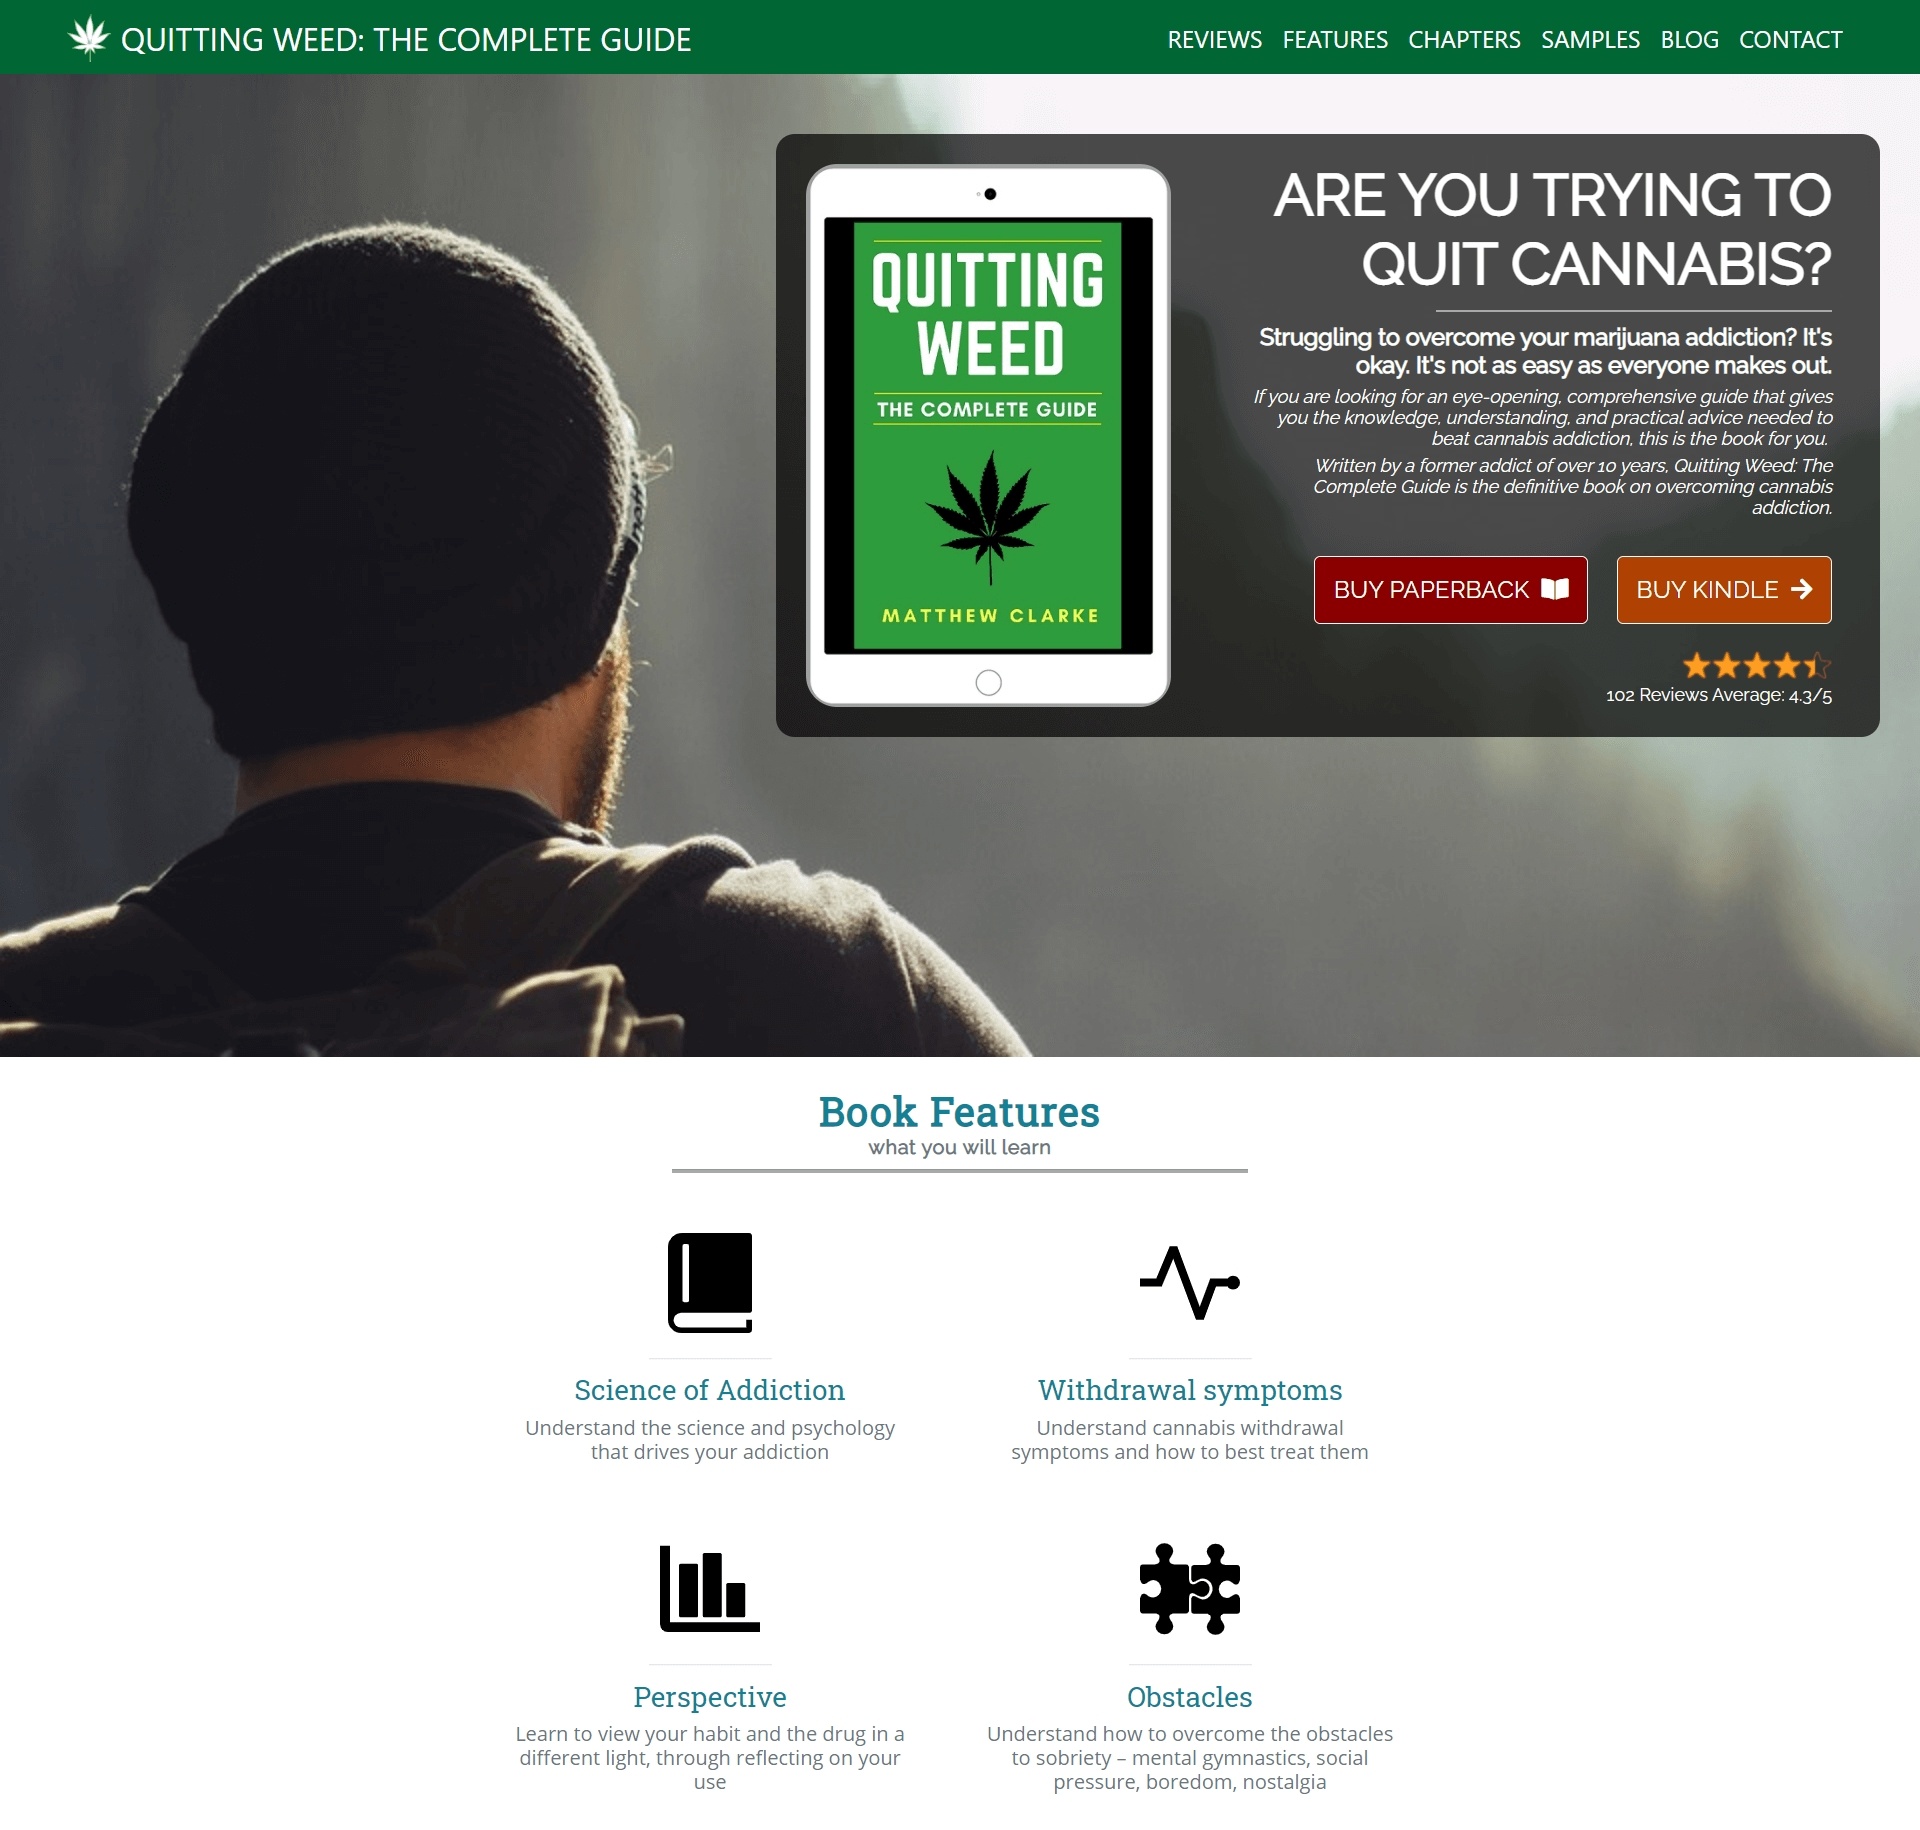 QUITTING WEED: THE COMPLETE GUIDE
REVIEWS FEATURES CHAPTERS SAMPLES BLOG CONTACT
QUITTING
WEED
THE COMPLETE GUIDE
MATTHEW CLARKE
ARE YOU TRYING TO
QUIT CANNABIS?
Struggling to overcome your marijuana addiction? It's
okay. It's not as easy as everyone makes out.
If you are looking for an eye-opening, comprehensive guide that gives
you the knowledge, understanding, and practical advice needed to
beat cannabis addiction, this is the book for you.
Written by a former addict of over 10 years, Quitting Weed: The
Complete Guide is the definitive book on overcoming cannabis
addiction.
BUY PAPERBACK
BUY KINDLE
102 Reviews Average: 4.3/5
Book Features
what you will learn
Science of Addiction
Understand the science and psychology
that drives your addiction
Withdrawal symptoms
Understand cannabis withdrawal
symptoms and how to best treat them
Perspective
Learn to view your habit and the drug in a
different light, through reflecting on your
use
Obstacles
Understand how to overcome the obstacles
to sobriety – mental gymnastics, social
pressure, boredom, nostalgia